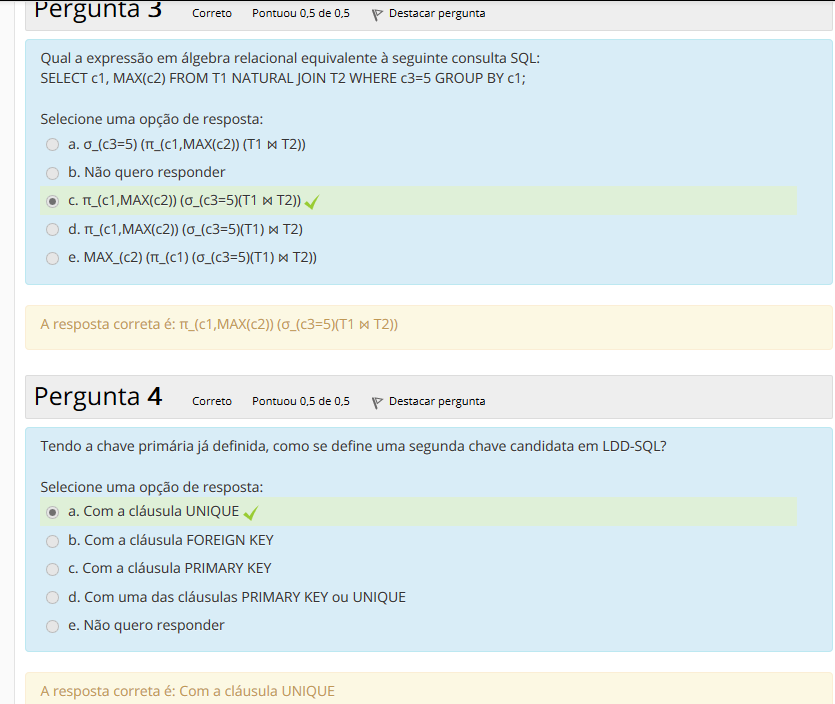 Pergunta 3 Correto Pontuou 0,5 de 0,5 Destacar pergunta
Qual a expressão em álgebra relacional equivalente à seguinte consulta SQL:
SELECT c1, MAX(c2) FROM T1 NATURAL JOIN T2 WHERE c3=5 GROUP BY c1;
Selecione uma opção de resposta:
a. σ_(c3=5) (π_(c1,MAX(c2)) (T1 ⋈ T2))
b. Não quero responder
c. π_(c1,MAX(c2)) (σ_(c3=5)(T1 ⋈ T2))
d. π_(c1,MAX(c2)) (σ_(c3=5)(T1) ⋈ T2)
e. MAX_(c2) (π_(c1) (σ_(c3=5)(T1) ⋈ T2))
A resposta correta é: π_(c1,MAX(c2)) (σ_(c3=5)(T1 ⋈ T2))
Pergunta 4 Correto Pontuou 0,5 de 0,5 Destacar pergunta
Tendo a chave primária já definida, como se define uma segunda chave candidata em LDD-SQL?
Selecione uma opção de resposta:
a. Com a cláusula UNIQUE
b. Com a cláusula FOREIGN KEY
c. Com a cláusula PRIMARY KEY
d. Com uma das cláusulas PRIMARY KEY ou UNIQUE
e. Não quero responder
A resposta correta é: Com a cláusula UNIQUE